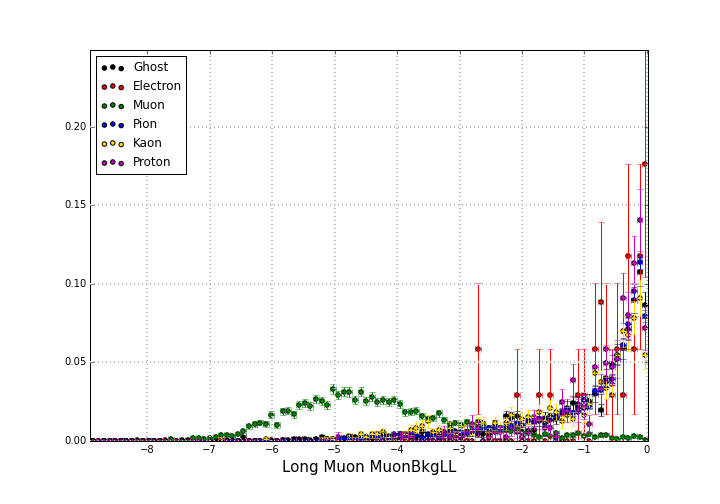 Ghost
Electron
Muon
Pion
Kaon
Proton
0.20
0.15
0.10
0.05
0.00
−8 −7 −6 −5 −4 −3 −2 −1 0
Long Muon MuonBkgLL